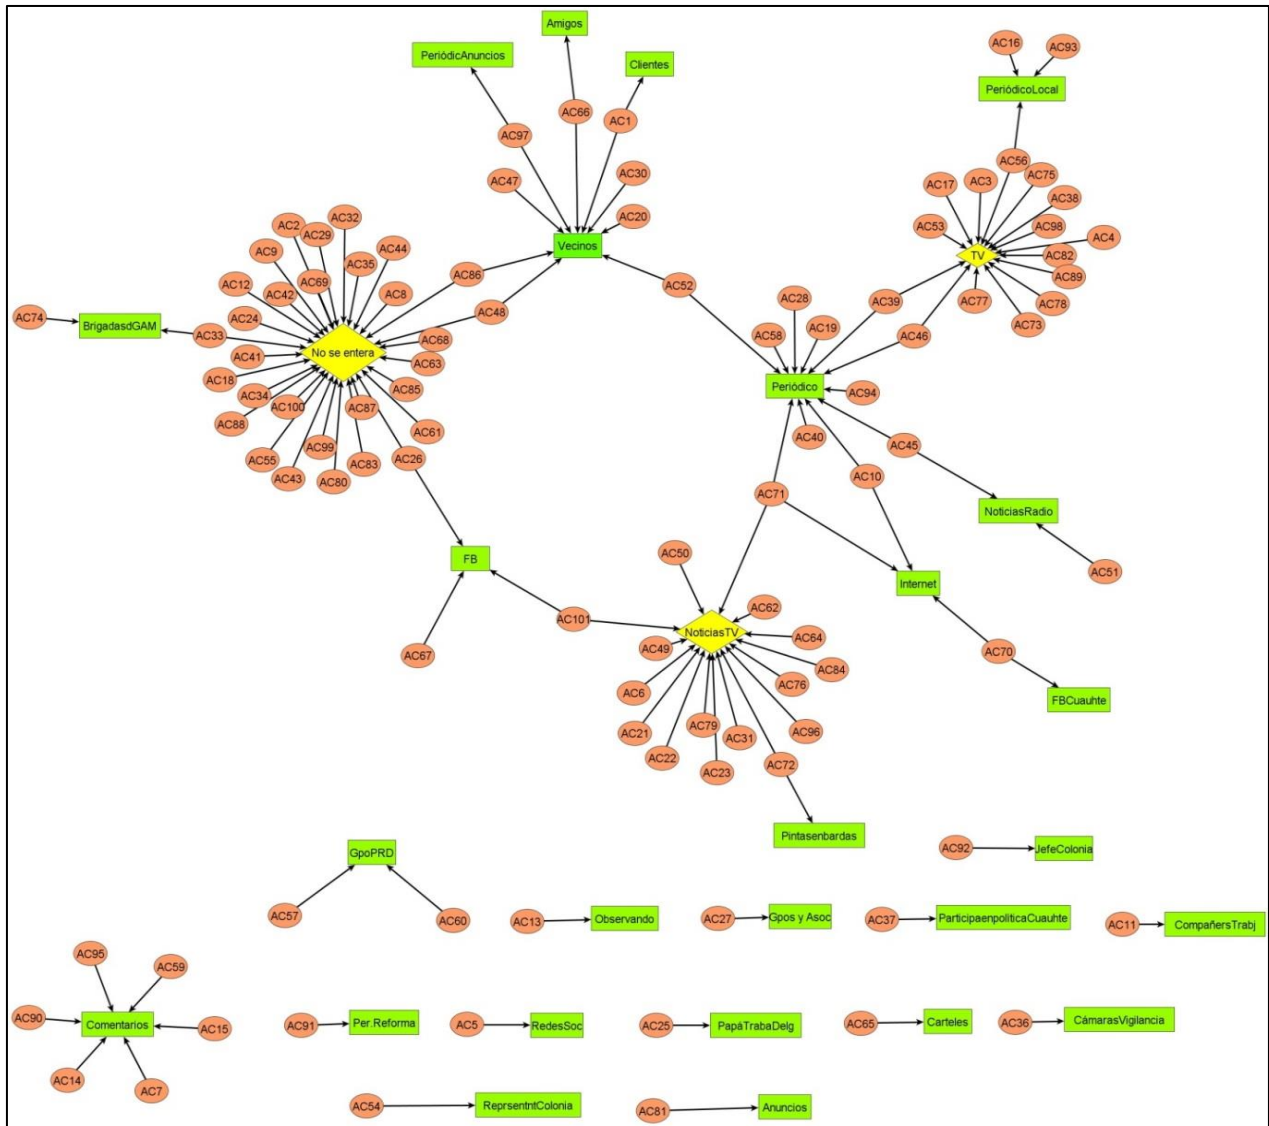 Amigos
PeriódicAnuncios
Clientes
AC16
AC93
PeriódicoLocal
AC66
AC1
AC97
AC56
AC75
AC30
AC47
AC17
AC3
AC38
AC20
AC53
AC98
AC4
AC32
AC2
AC29
AC44
AC9
Vecinos
TV
AC82
AC35
AC86
AC89
AC69
AC12
AC42
AC8
AC52
AC28
AC39
AC77
AC78
AC74
BrigadasdGAM
AC24
AC48
AC19
AC73
AC33
AC58
AC46
AC68
No se entera
AC41
AC63
AC18
Periódico
AC94
AC34
AC85
AC100
AC87
AC88
AC61
AC40
AC99
AC45
AC55
AC83
AC26
AC43
AC80
AC10
AC71
NoticiasRadio
AC50
FB
AC51
Internet
AC62
AC101
NoticiasTV
AC64
AC49
AC67
AC70
AC84
AC76
AC6
FBCuauhte
AC79
AC96
AC21
AC31
AC22
AC72
AC23
Pintasenbardas
GpoPRD
AC92
JefeColonia
AC57
AC60
AC13
Observando
AC27
Gpos y Asoc
AC37
ParticipaenpolíticaCuauhte
AC11
CompañersTrabj
AC95
AC59
AC90
Comentarios
AC15
AC91
Per.Reforma
AC5
RedesSoc
AC25
PapáTrabaDelg
AC65
Carteles
AC36
CámarasVigilancia
AC14
AC7
AC54
ReprsentntColonia
AC81
Anuncios